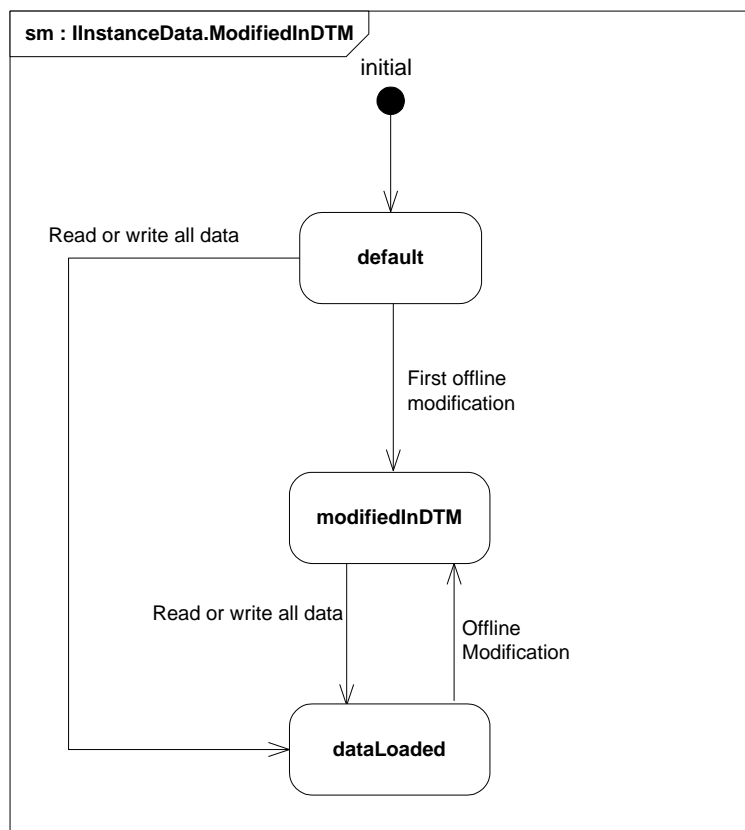 sm : IInstanceData.ModifiedInDTM
initial
Read or write all data
default
First offline
modification
modifiedInDTM
Read or write all data
Offline
Modification
dataLoaded